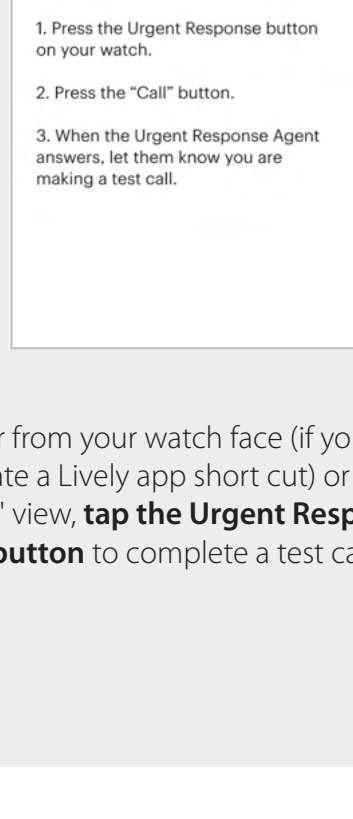 1. Press the Urgent Response button
on your watch.
2. Press the “Call” button.
3. When the Urgent Response Agent
answers, let them know you are
making a test call.
from your watch face (if yo
a Lively app short cut) or
view, tap the Urgent Resp
button to complete a test ca